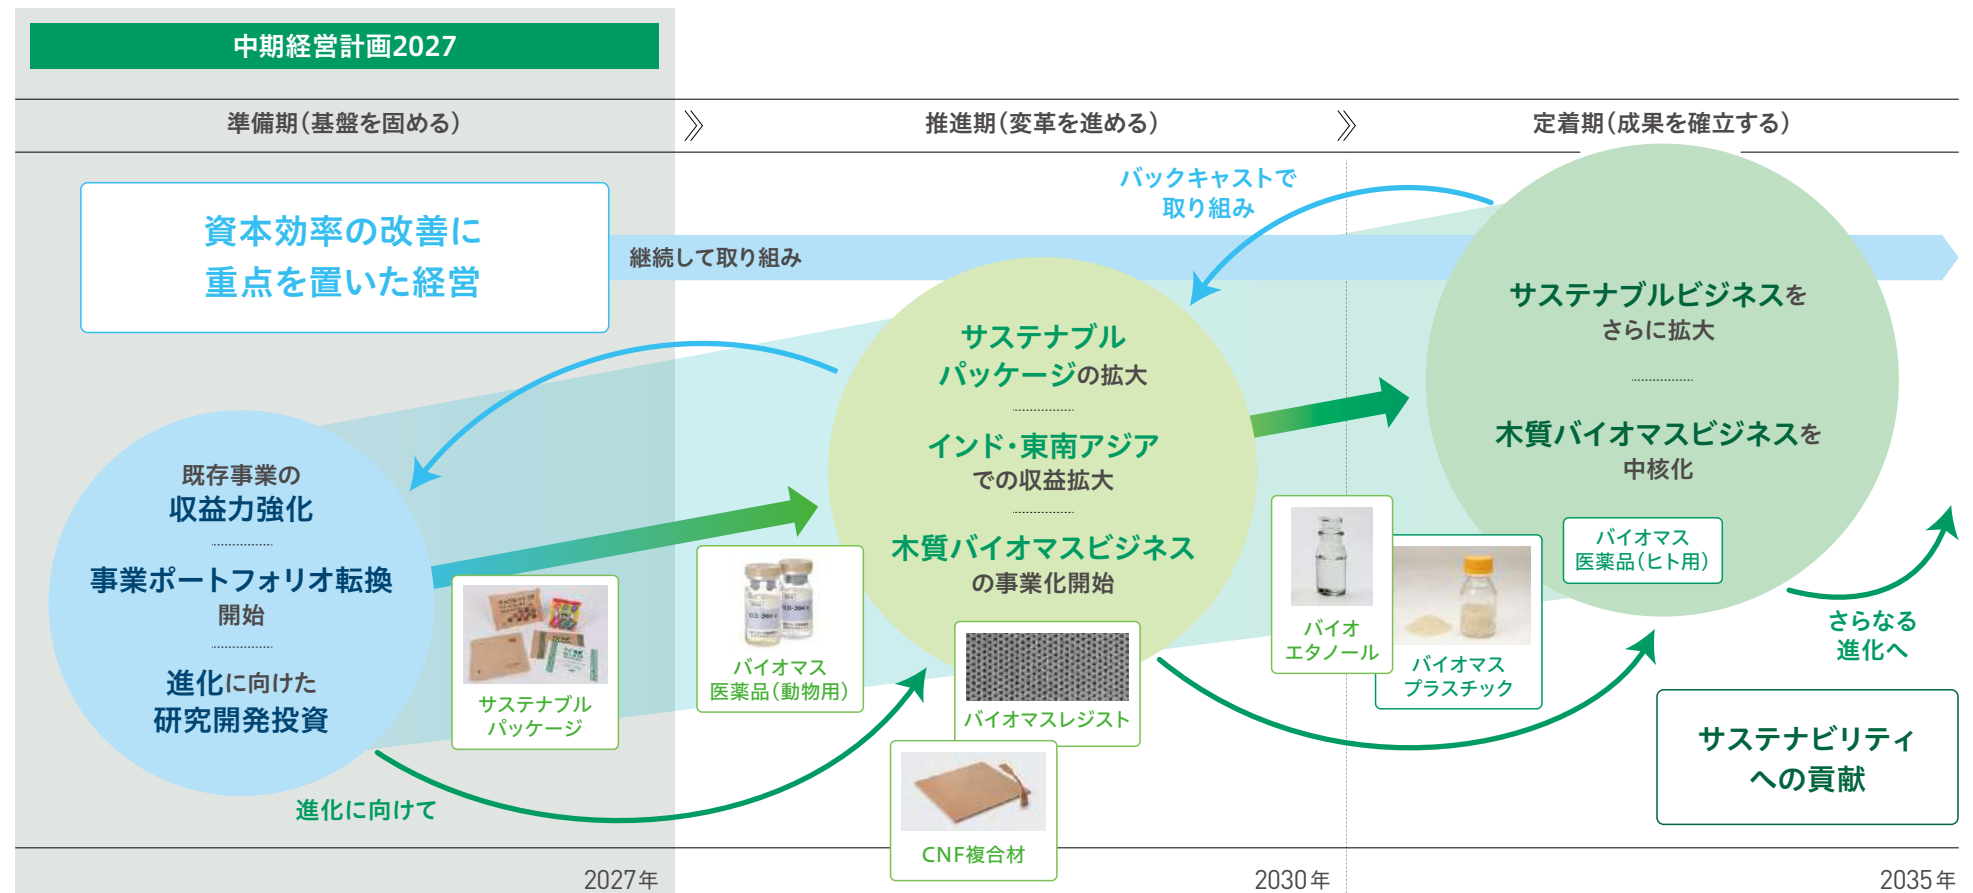 中期経営計画2027
準備期(基盤を固める)
推進期(変革を進める)
定着期(成果を確立する)
資本効率の改善に
重点を置いた経営
継続して取り組み
バックキャストで
取り組み
既存事業の
収益力強化
事業ポートフォリオ転換
開始
進化に向けた
研究開発投資
進化に向けて
サステナブル
パッケージ
バイオマス
医薬品(動物用)
サステナブル
パッケージの拡大
インド・東南アジア
での収益拡大
木質バイオマスビジネス
の事業化開始
バイオマスレジスト
CNF複合材
バイオ
エタノール
バイオマス
プラスチック
サステナブルビジネスを
さらに拡大
木質バイオマスビジネスを
中核化
バイオマス
医薬品(ヒト用)
さらなる
進化へ
サステナビリティ
への貢献
2027年
2030年
2035年